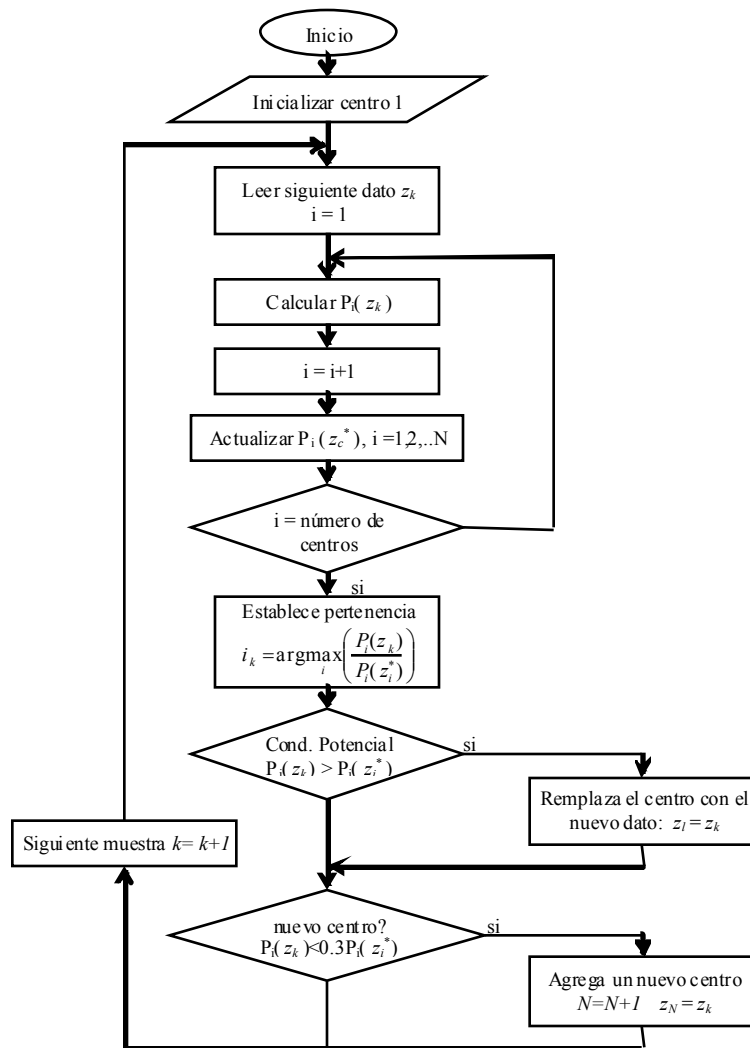 Inicio
Inicializar centro 1
Leer siguiente dato z_k
i = 1
Calcular P_i( z_k )
i = i+1
Actualizar P_i ( z_c^* ), i =1,2,..N
i = número de
centros
si
Establece pertenencia
i_k = argmax_i ( P_i(z_k) / P_i(z_i^*) )
Cond. Potencial
P_i( z_k) > P_i( z_i^*)
si
Remplaza el centro con el
nuevo dato: z_l = z_k
Siguiente muestra k= k+1
nuevo centro?
P_i( z_k)<0.3P_i( z_i^*)
si
Agrega un nuevo centro
N=N+1 z_N = z_k